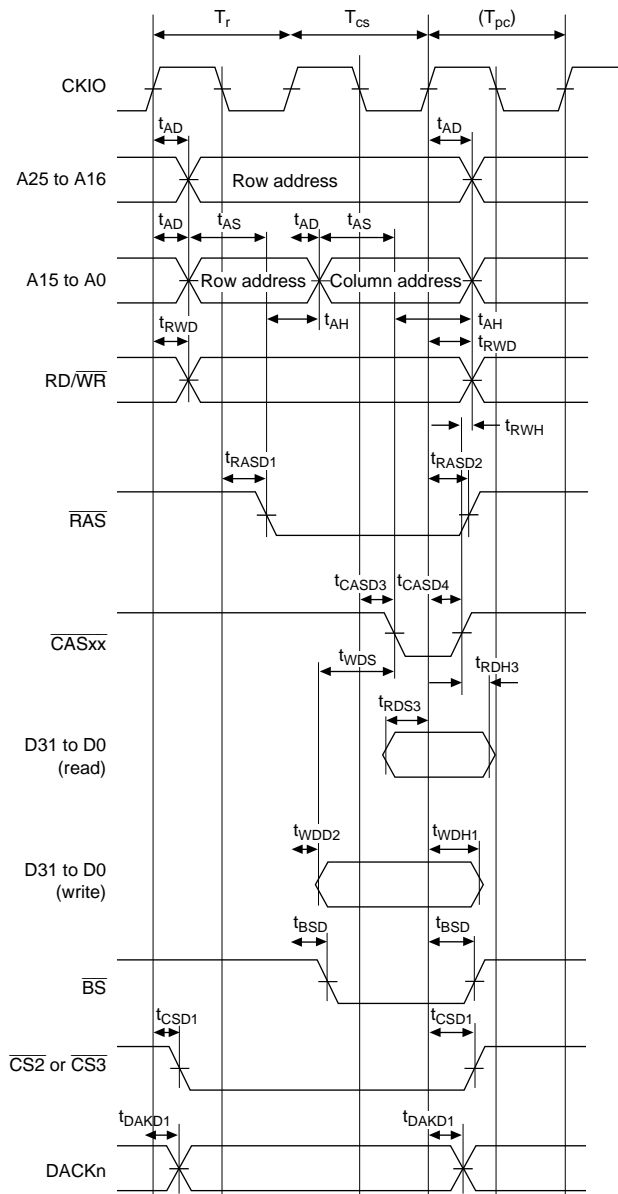 Tr Tcs (Tpc)
CKIO
tAD tAD
A25 to A16 Row address
tAD tAS tAD tAS
A15 to A0 Row address Column address
tAH tAH
tRWD tRWD
RD/WR
tRWH
tRASD1 tRASD2
RAS
tCASD3 tCASD4
CASxx
tWDS tRDH3
tRDS3
D31 to D0
(read)
tWDD2 tWDH1
D31 to D0
(write)
tBSD tBSD
BS
tCSD1 tCSD1
CS2 or CS3
tDAKD1 tDAKD1
DACKn